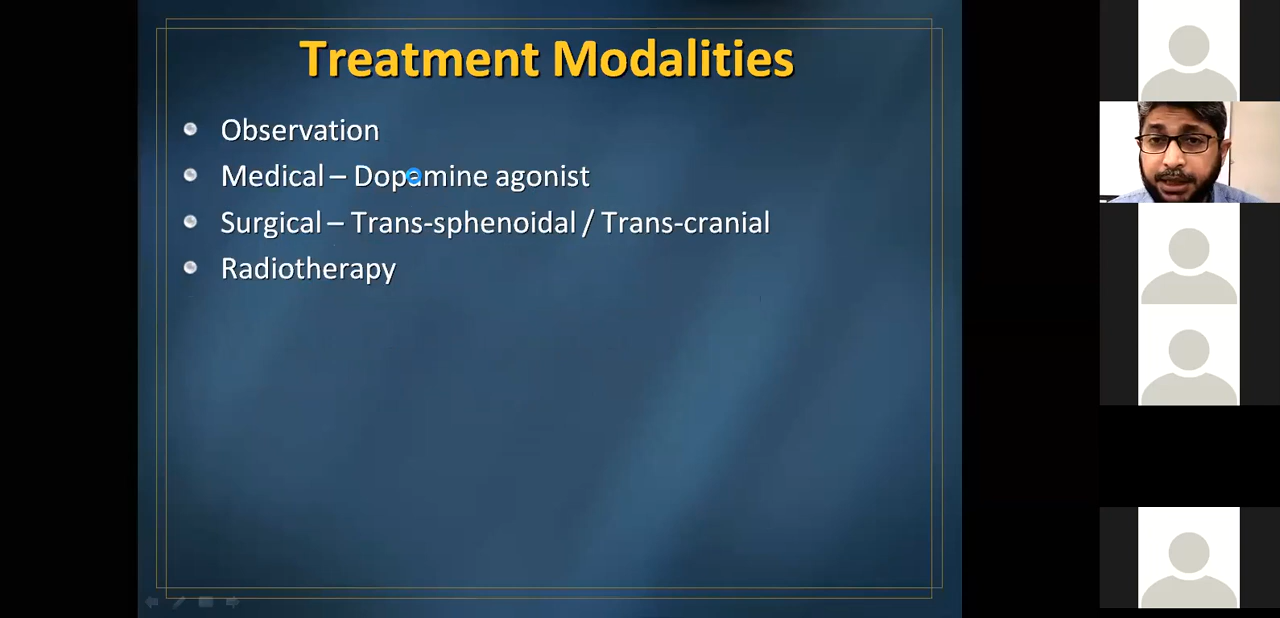 Treatment Modalities
Observation
Medical – Dopamine agonist
Surgical – Trans-sphenoidal / Trans-cranial
Radiotherapy